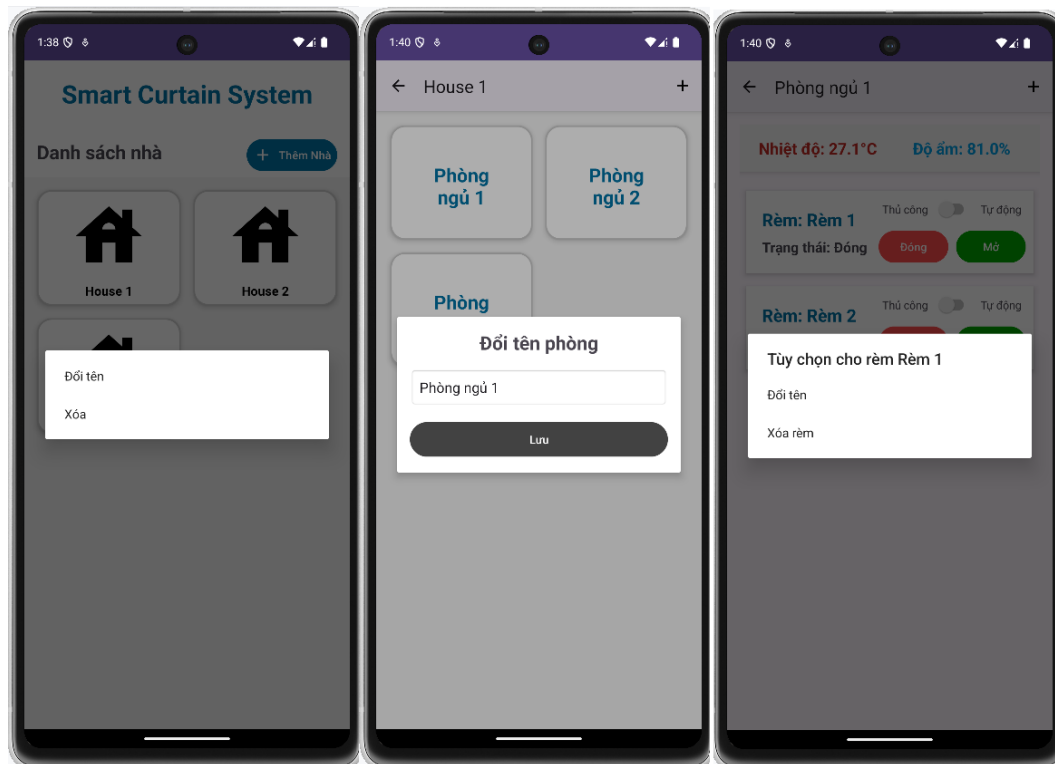 1:38
Smart Curtain System
Danh sách nhà
+ Thêm Nhà
House 1
House 2
Đổi tên
Xóa
1:40
House 1
Phòng
ngủ 1
Phòng
ngủ 2
Phòng
Đổi tên phòng
Phòng ngủ 1
Lưu
1:40
Phòng ngủ 1
Nhiệt độ: 27.1°C
Độ ẩm: 81.0%
Rèm: Rèm 1
Thủ công
Tự động
Trạng thái: Đóng
Đóng
Mở
Rèm: Rèm 2
Thủ công
Tự động
Tùy chọn cho rèm Rèm 1
Đổi tên
Xóa rèm